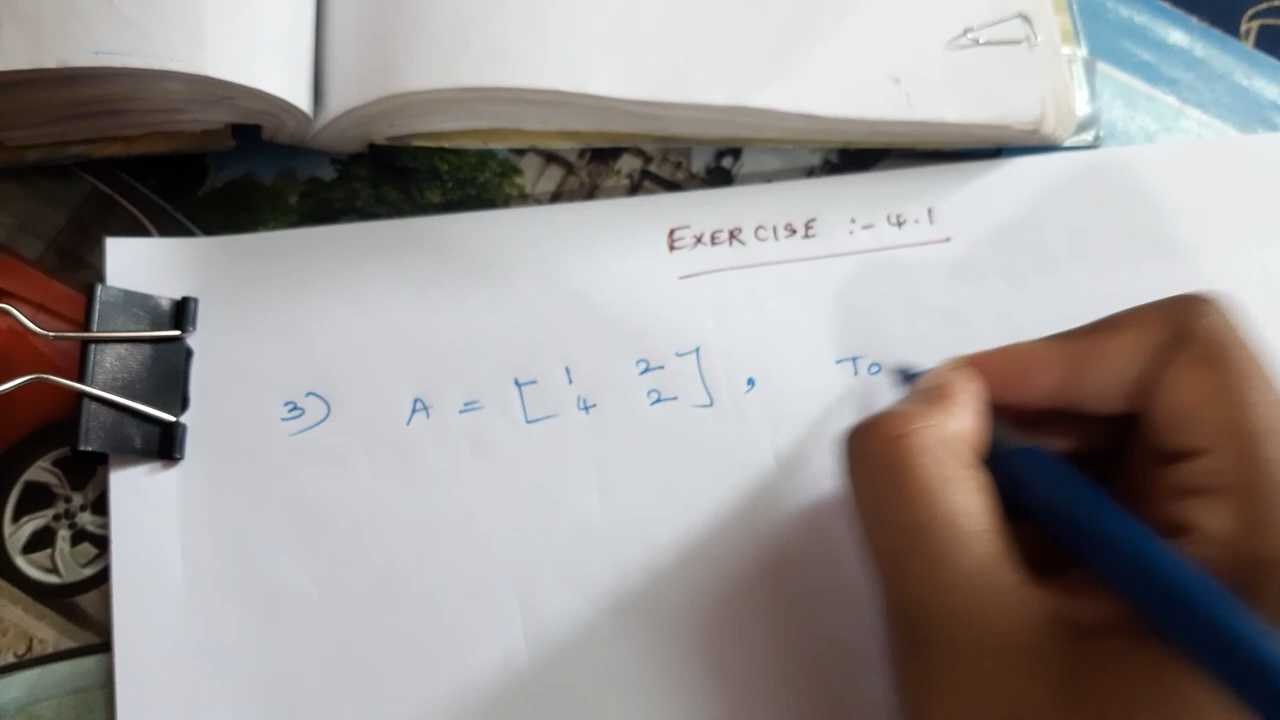 EXERCISE :- 4.1
3) A = [ 1 2
4 2 ] , To